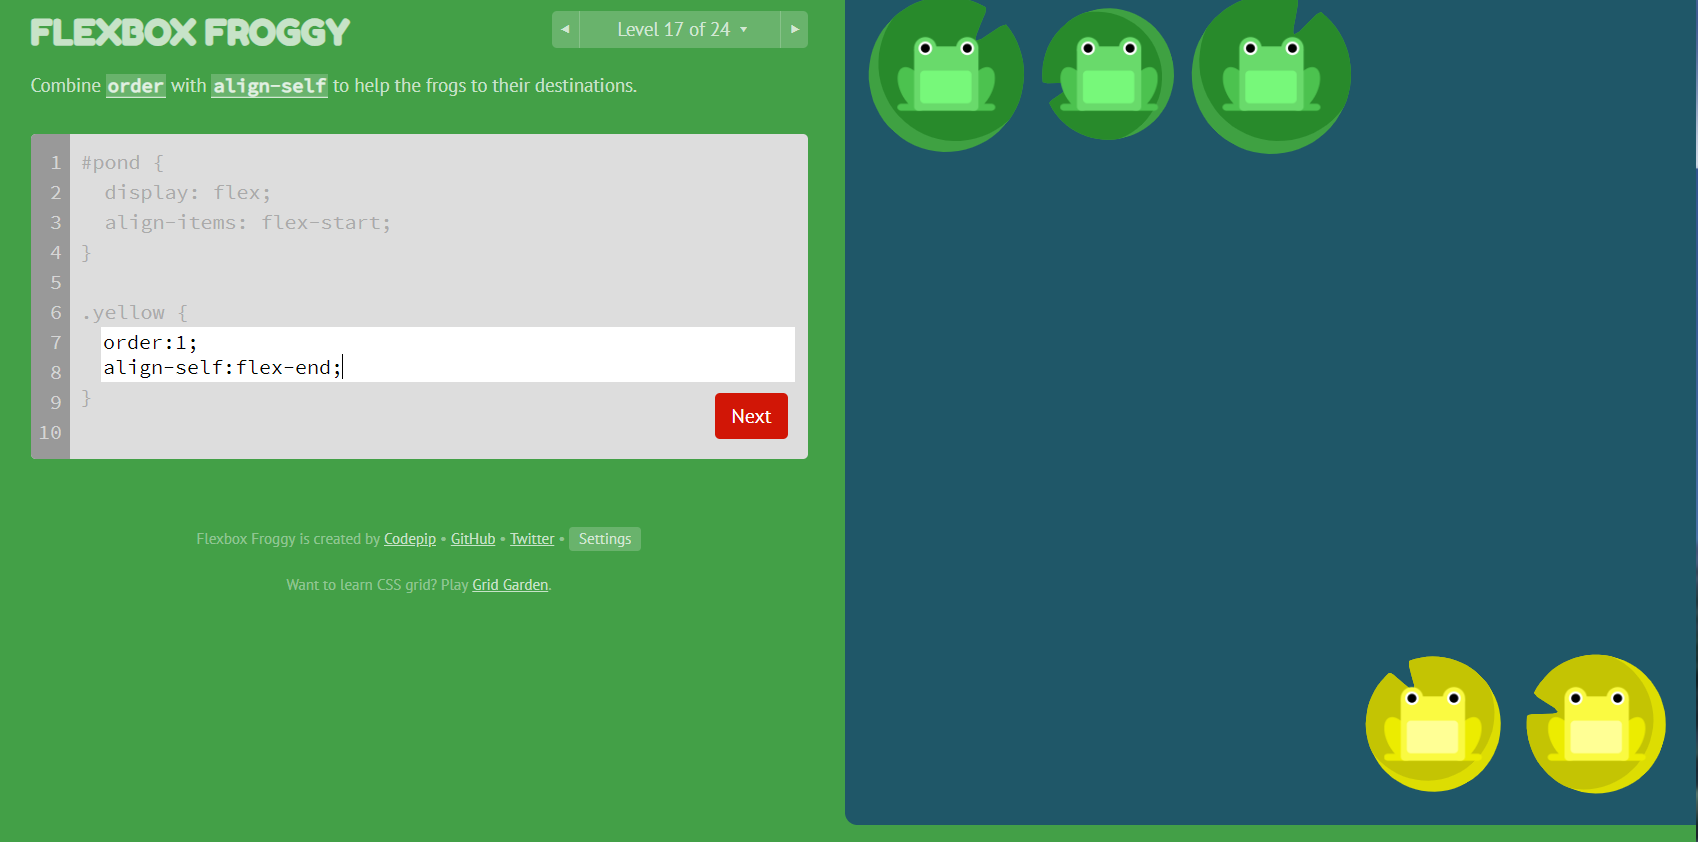 FLEXBOX FROGGY
◄ Level 17 of 24 ▼ ►
Combine order with align-self to help the frogs to their destinations.
1 #pond {
2 display: flex;
3 align-items: flex-start;
4 }
5
6 .yellow {
7 order:1;
8 align-self:flex-end;
9 }
10
Next
Flexbox Froggy is created by Codepip • GitHub • Twitter • Settings
Want to learn CSS grid? Play Grid Garden.